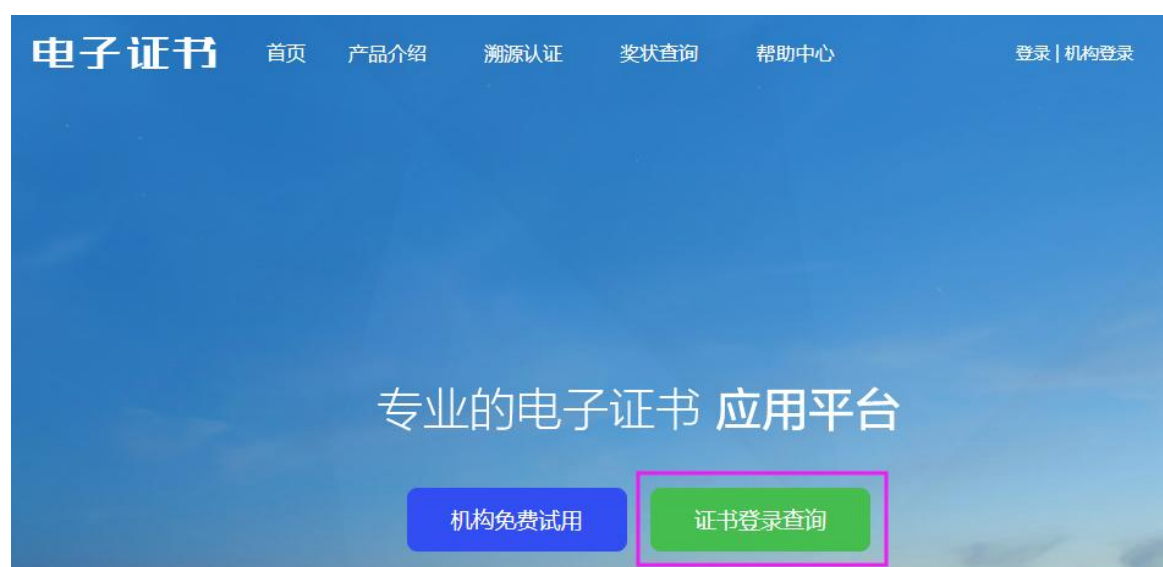 电子证书 首页 产品介绍 溯源认证 奖状查询 帮助中心 登录 | 机构登录
专业的电子证书 应用平台
机构免费试用 证书登录查询